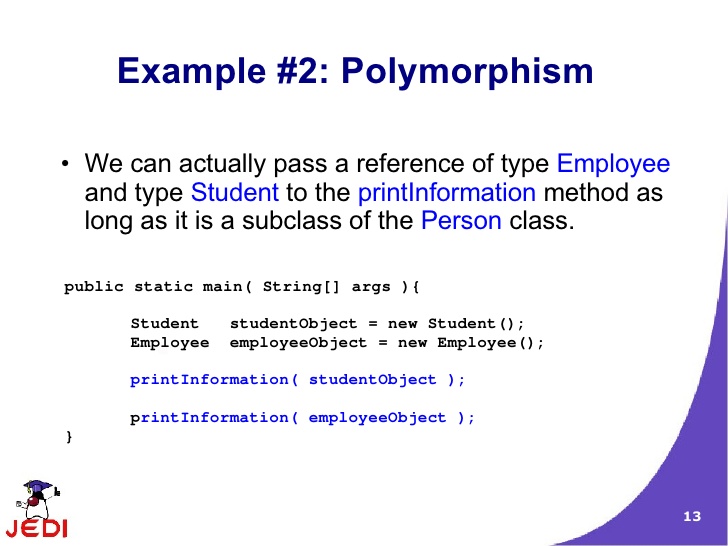 Example #2: Polymorphism
• We can actually pass a reference of type Employee
and type Student to the printInformation method as
long as it is a subclass of the Person class.
public static main( String[] args ){
Student studentObject = new Student();
Employee employeeObject = new Employee();
printInformation( studentObject );
printInformation( employeeObject );
}
JEDI
13